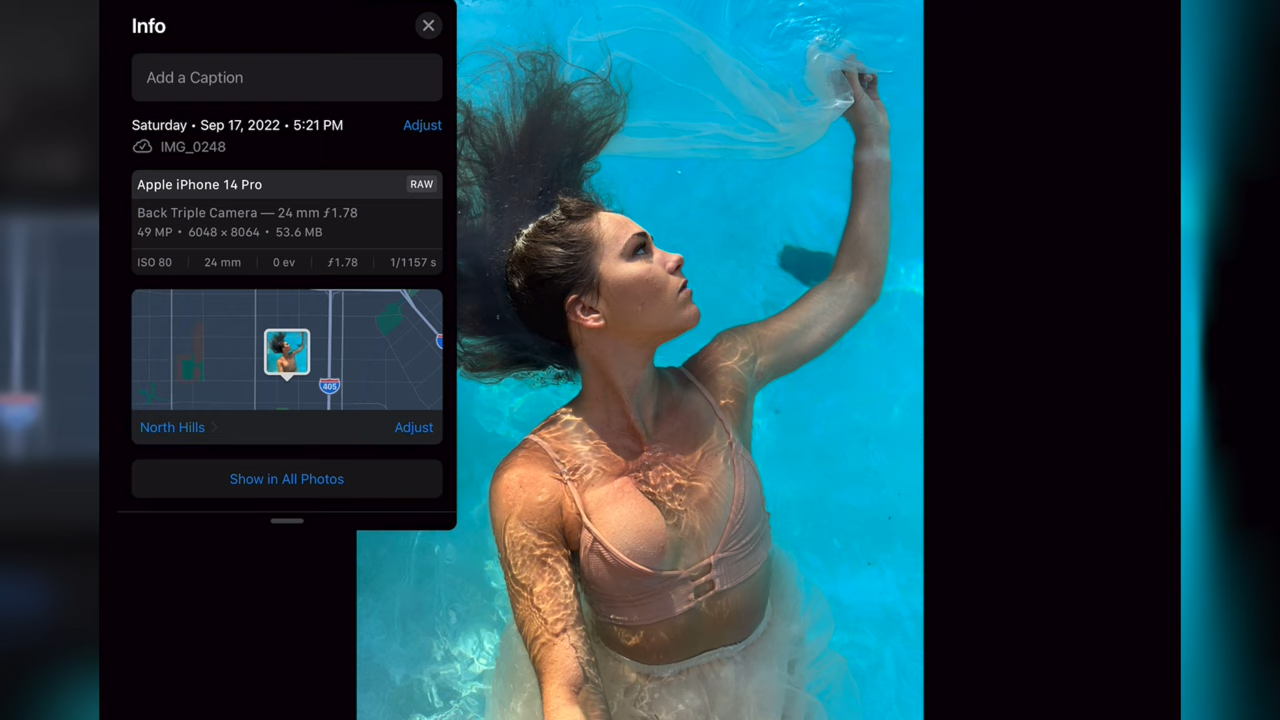 Info
Add a Caption
Saturday • Sep 17, 2022 • 5:21 PM
Adjust
IMG_0248
Apple iPhone 14 Pro
RAW
Back Triple Camera — 24 mm ƒ1.78
49 MP • 6048 × 8064 • 53.6 MB
ISO 80
24 mm
0 ev
ƒ1.78
1/1157 s
405
North Hills
Adjust
Show in All Photos